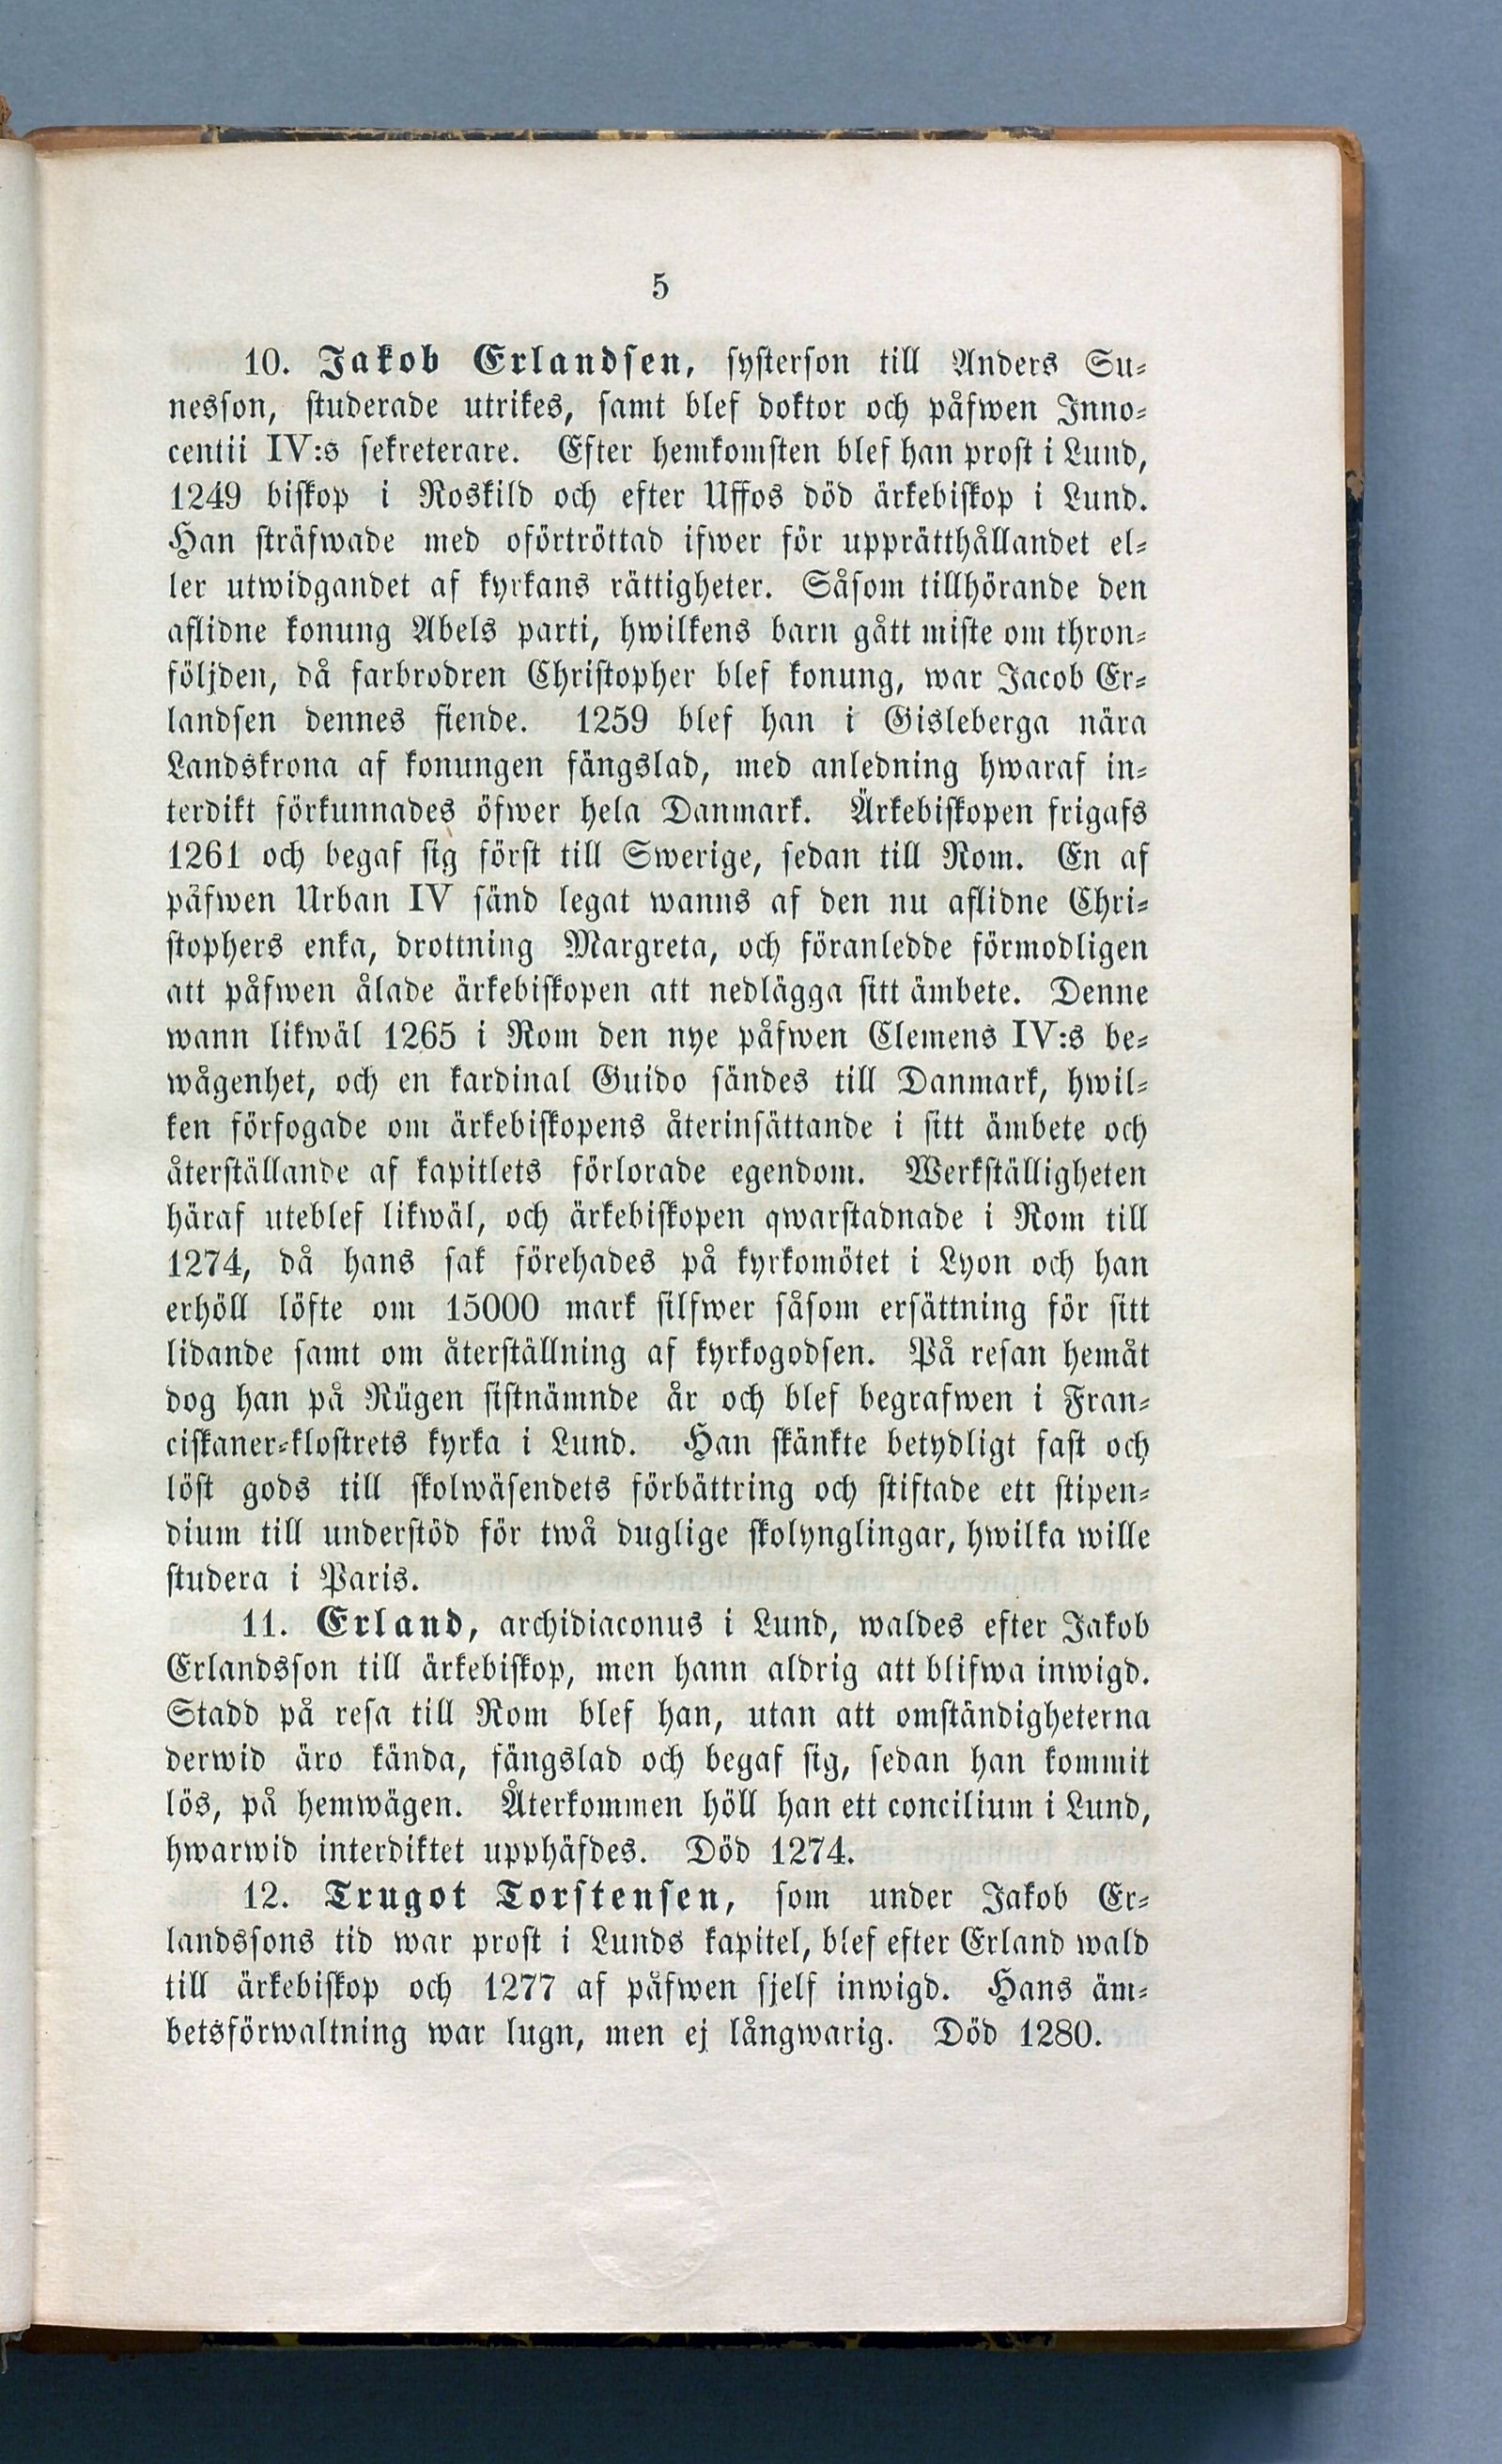 5
10. Jakob Erlandsen, systerson till Anders Su-
nesson, studerade utrikes, samt blef doktor och påfwen Inno-
centii IV:s sekreterare. Efter hemkomsten blef han prost i Lund,
1249 biskop i Roskild och efter Uffos död ärkebiskop i Lund.
Han sträfwade med oförtröttad ifwer för upprätthållandet el-
ler utwidgandet af kyrkans rättigheter. Såsom tillhörande den
aflidne konung Abels parti, hwilkens barn gått miste om thron-
följden, då farbrodren Christopher blef konung, war Jacob Er-
landsen dennes fiende. 1259 blef han i Gisleberga nära
Landskrona af konungen fängslad, med anledning hwaraf in-
terdikt förkunnades öfwer hela Danmark. Ärkebiskopen frigafs
1261 och begaf sig först till Swerige, sedan till Rom. En af
påfwen Urban IV sänd legat wanns af den nu aflidne Chri-
stophers enka, drottning Margreta, och föranledde förmodligen
att påfwen ålade ärkebiskopen att nedlägga sitt ämbete. Denne
wann likwäl 1265 i Rom den nye påfwen Clemens IV:s be-
wågenhet, och en kardinal Guido sändes till Danmark, hwil-
ken förfogade om ärkebiskopens återinsättande i sitt ämbete och
återställande af kapitlets förlorade egendom. Werkställigheten
häraf uteblef likwäl, och ärkebiskopen qwarstadnade i Rom till
1274, då hans sak förehades på kyrkomötet i Lyon och han
erhöll löfte om 15000 mark silfwer såsom ersättning för sitt
lidande samt om återställning af kyrkogodsen. På resan hemåt
dog han på Rügen sistnämnde år och blef begrafwen i Fran-
ciskaner-klostrets kyrka i Lund. Han skänkte betydligt fast och
löst gods till skolwäsendets förbättring och stiftade ett stipen-
dium till understöd för twå duglige skolynglingar, hwilka wille
studera i Paris.
11. Erland, archidiaconus i Lund, waldes efter Jakob
Erlandsson till ärkebiskop, men hann aldrig att blifwa inwigd.
Stadd på resa till Rom blef han, utan att omständigheterna
derwid äro kända, fängslad och begaf sig, sedan han kommit
lös, på hemwägen. Återkommen höll han ett concilium i Lund,
hwarwid interdiktet upphäfdes. Död 1274.
12. Trugot Torstensen, som under Jakob Er-
landssons tid war prost i Lunds kapitel, blef efter Erland wald
till ärkebiskop och 1277 af påfwen sjelf inwigd. Hans äm-
betsförwaltning war lugn, men ej långwarig. Död 1280.